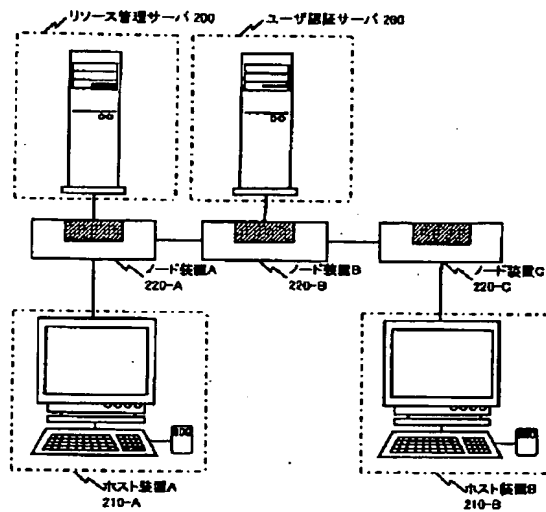 リソース管理サーバ 200
ユーザ認証サーバ 280
ノード装置A
220-A
ノード装置B
220-B
ノード装置C
220-C
ホスト装置A
210-A
ホスト装置B
210-B